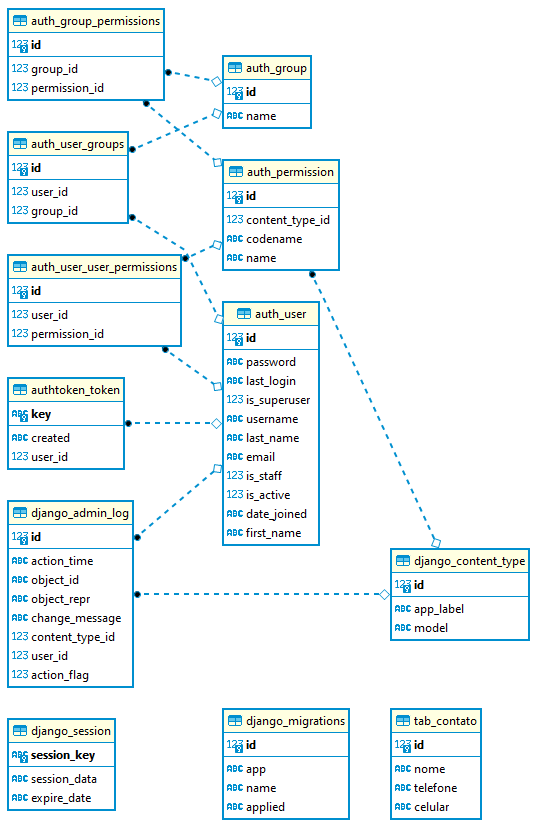 auth_group_permissions
123 id
123 group_id
123 permission_id
auth_group
123 id
ABC name
auth_user_groups
123 id
123 user_id
123 group_id
auth_permission
123 id
123 content_type_id
ABC codename
ABC name
auth_user_user_permissions
123 id
123 user_id
123 permission_id
auth_user
123 id
ABC password
ABC last_login
123 is_superuser
ABC username
ABC last_name
ABC email
123 is_staff
123 is_active
ABC date_joined
ABC first_name
authtoken_token
ABC key
ABC created
123 user_id
django_admin_log
123 id
ABC action_time
ABC object_id
ABC object_repr
ABC change_message
123 content_type_id
123 user_id
123 action_flag
django_content_type
123 id
ABC app_label
ABC model
django_session
ABC session_key
ABC session_data
ABC expire_date
django_migrations
123 id
ABC app
ABC name
ABC applied
tab_contato
123 id
ABC nome
ABC telefone
ABC celular